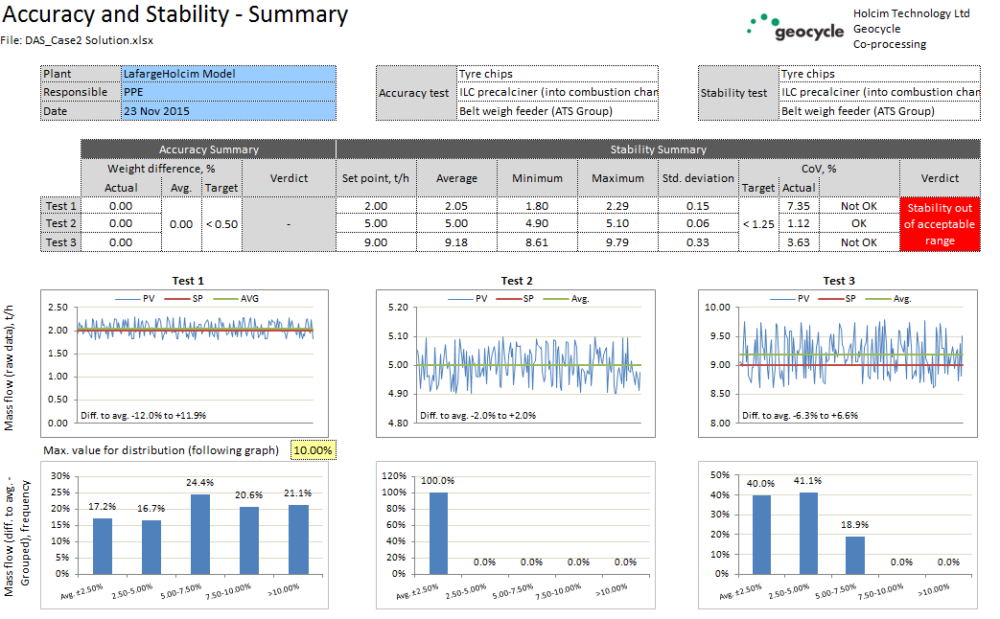 Accuracy and Stability - Summary
File: DAS_Case2 Solution.xlsx
geocycle
Holcim Technology Ltd
Geocycle
Co-processing
Plant LafargeHolcim Model
Responsible PPE
Date 23 Nov 2015
Accuracy test
Tyre chips
ILC precalciner (into combustion char
Belt weigh feeder (ATS Group)
Stability test
Tyre chips
ILC precalciner (into combustion char
Belt weigh feeder (ATS Group)
Accuracy Summary Stability Summary
Weight difference, % Verdict Set point, t/h Average Minimum Maximum Std. deviation CoV, % Verdict
Actual Avg. Target Target Actual
Test 1 0.00 2.00 2.05 1.80 2.29 0.15 7.35 Not OK
Test 2 0.00 0.00 < 0.50 - 5.00 5.00 4.90 5.10 0.06 < 1.25 1.12 OK
Test 3 0.00 9.00 9.18 8.61 9.79 0.33 3.63 Not OK
Stability out
of acceptable
range
Mass flow (raw data), t/h
Test 1
PV SP AVG
2.50
2.00
1.50
1.00
0.50
0.00
Diff. to avg. -12.0% to +11.9%
Test 2
PV SP Avg.
5.20
5.10
5.00
4.90
4.80
Diff. to avg. -2.0% to +2.0%
Test 3
PV SP Avg.
10.00
9.50
9.00
8.50
8.00
Diff. to avg. -6.3% to +6.6%
Max. value for distribution (following graph) 10.00%
Mass flow (diff. to avg. -
Grouped), frequency
30%
25%
20%
15%
10%
5%
0%
17.2% 16.7% 24.4% 20.6% 21.1%
Avg. ±2.50% 2.50-5.00% 5.00-7.50% 7.50-10.00% >10.00%
120%
100%
80%
60%
40%
20%
0%
100.0% 0.0% 0.0% 0.0% 0.0%
Avg. ±2.50% 2.50-5.00% 5.00-7.50% 7.50-10.00% >10.00%
50%
40%
30%
20%
10%
0%
40.0% 41.1% 18.9% 0.0% 0.0%
Avg. ±2.50% 2.50-5.00% 5.00-7.50% 7.50-10.00% >10.00%